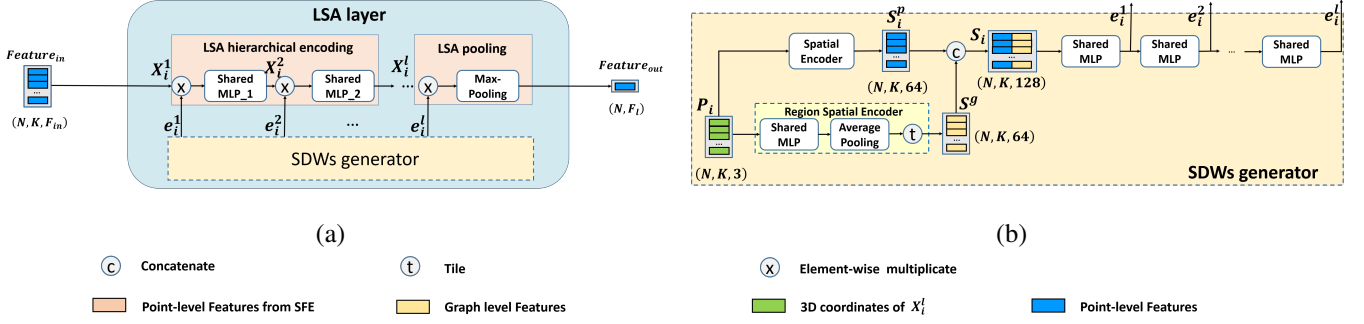 LSA layer
LSA hierarchical encoding
LSA pooling
Feature_in
X_i^1
X_i^2
X_i^l
Feature_out
x
Shared MLP_1
x
Shared MLP_2
...
x
Max-Pooling
...
(N, K, F_in)
(N, F_l)
e_i^1
e_i^2
...
e_i^l
SDWs generator
(a)
e_i^1
e_i^2
e_i^l
S_i^p
S_i
Spatial Encoder
...
c
...
Shared MLP
Shared MLP
...
Shared MLP
(N, K, 64)
(N, K, 128)
P_i
S^g
Region Spatial Encoder
Shared MLP
Average Pooling
t
...
...
(N, K, 64)
(N, K, 3)
SDWs generator
(b)
c Concatenate
t Tile
x Element-wise multiplicate
Point-level Features from SFE
Graph level Features
3D coordinates of X_i^l
Point-level Features